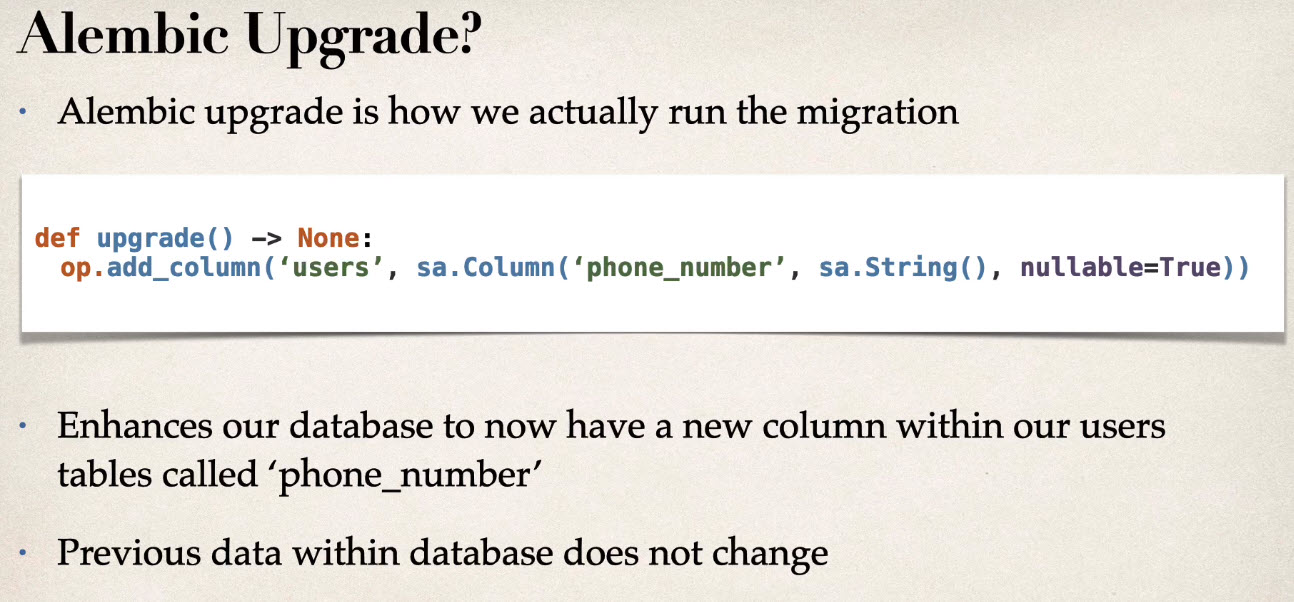 Alembic Upgrade?
• Alembic upgrade is how we actually run the migration
def upgrade() –> None:
op.add_column(‘users’, sa.Column(‘phone_number’, sa.String(), nullable=True))
• Enhances our database to now have a new column within our users
tables called ‘phone_number’
• Previous data within database does not change